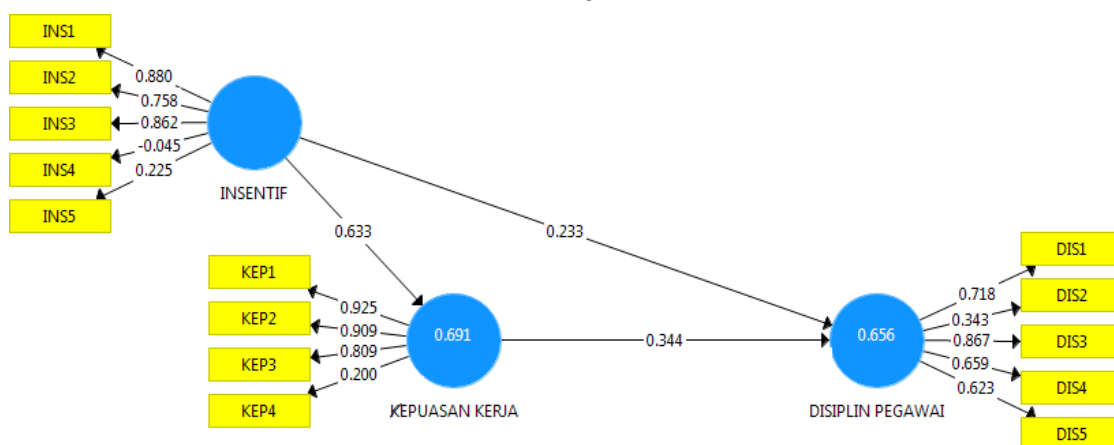 INS1
INS2
INS3
INS4
INS5
0.880
0.758
0.862
-0.045
0.225
INSENTIF
0.633
0.233
KEP1
KEP2
KEP3
KEP4
0.925
0.909
0.809
0.200
0.691
KEPUASAN KERJA
0.344
0.656
DISIPLIN PEGAWAI
0.718
0.343
0.867
0.659
0.623
DIS1
DIS2
DIS3
DIS4
DIS5